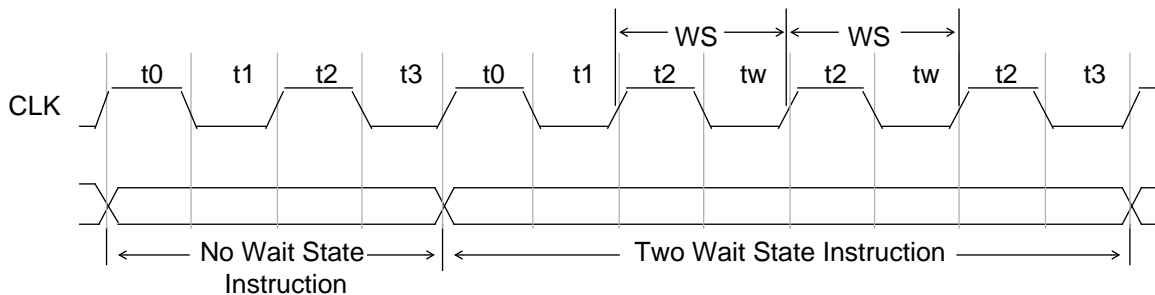 WS WS
t0 t1 t2 t3 t0 t1 t2 tw t2 tw t2 t3
CLK
No Wait State
Instruction
Two Wait State Instruction